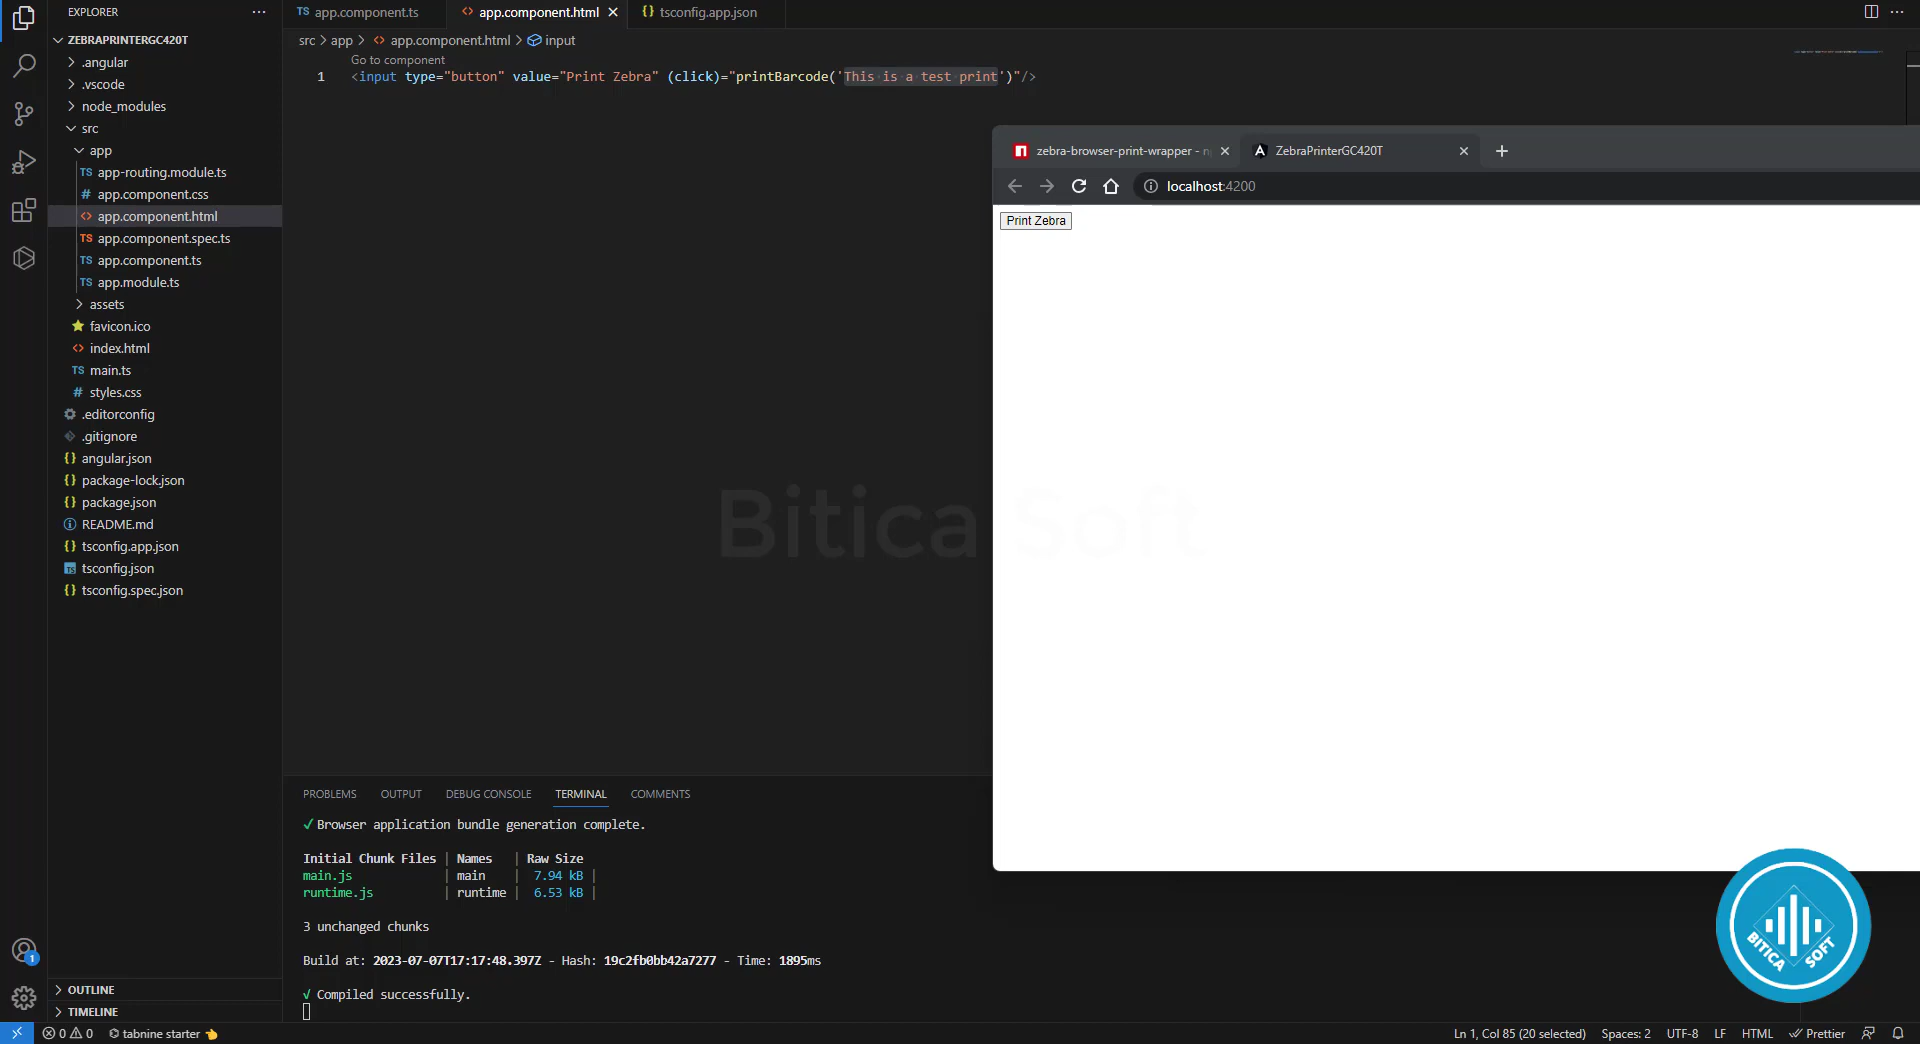 EXPLORER
ZEBRAPRINTERGC420T
.angular
.vscode
node_modules
src
app
TS app-routing.module.ts
# app.component.css
<> app.component.html
TS app.component.spec.ts
TS app.component.ts
TS app.module.ts
assets
favicon.ico
<> index.html
TS main.ts
# styles.css
.editorconfig
.gitignore
{} angular.json
{} package-lock.json
{} package.json
README.md
{} tsconfig.app.json
TS tsconfig.json
{} tsconfig.spec.json
OUTLINE
TIMELINE
1
TS app.component.ts
<> app.component.html
{} tsconfig.app.json
src > app > <> app.component.html > input
Go to component
1 <input type="button" value="Print Zebra" (click)="printBarcode('This is a test print')"/>
zebra-browser-print-wrapper - n
ZebraPrinterGC420T
localhost:4200
Print Zebra
Bitica Soft
PROBLEMS OUTPUT DEBUG CONSOLE TERMINAL COMMENTS
✓ Browser application bundle generation complete.
Initial Chunk Files | Names | Raw Size
main.js | main | 7.94 kB |
runtime.js | runtime | 6.53 kB |
3 unchanged chunks
Build at: 2023-07-07T17:17:48.397Z - Hash: 19c2fb0bb42a7277 - Time: 1895ms
√ Compiled successfully.
BITICA SOFT
0 0 tabnine starter 👈
Ln 1, Col 85 (20 selected) Spaces: 2 UTF-8 LF HTML Prettier